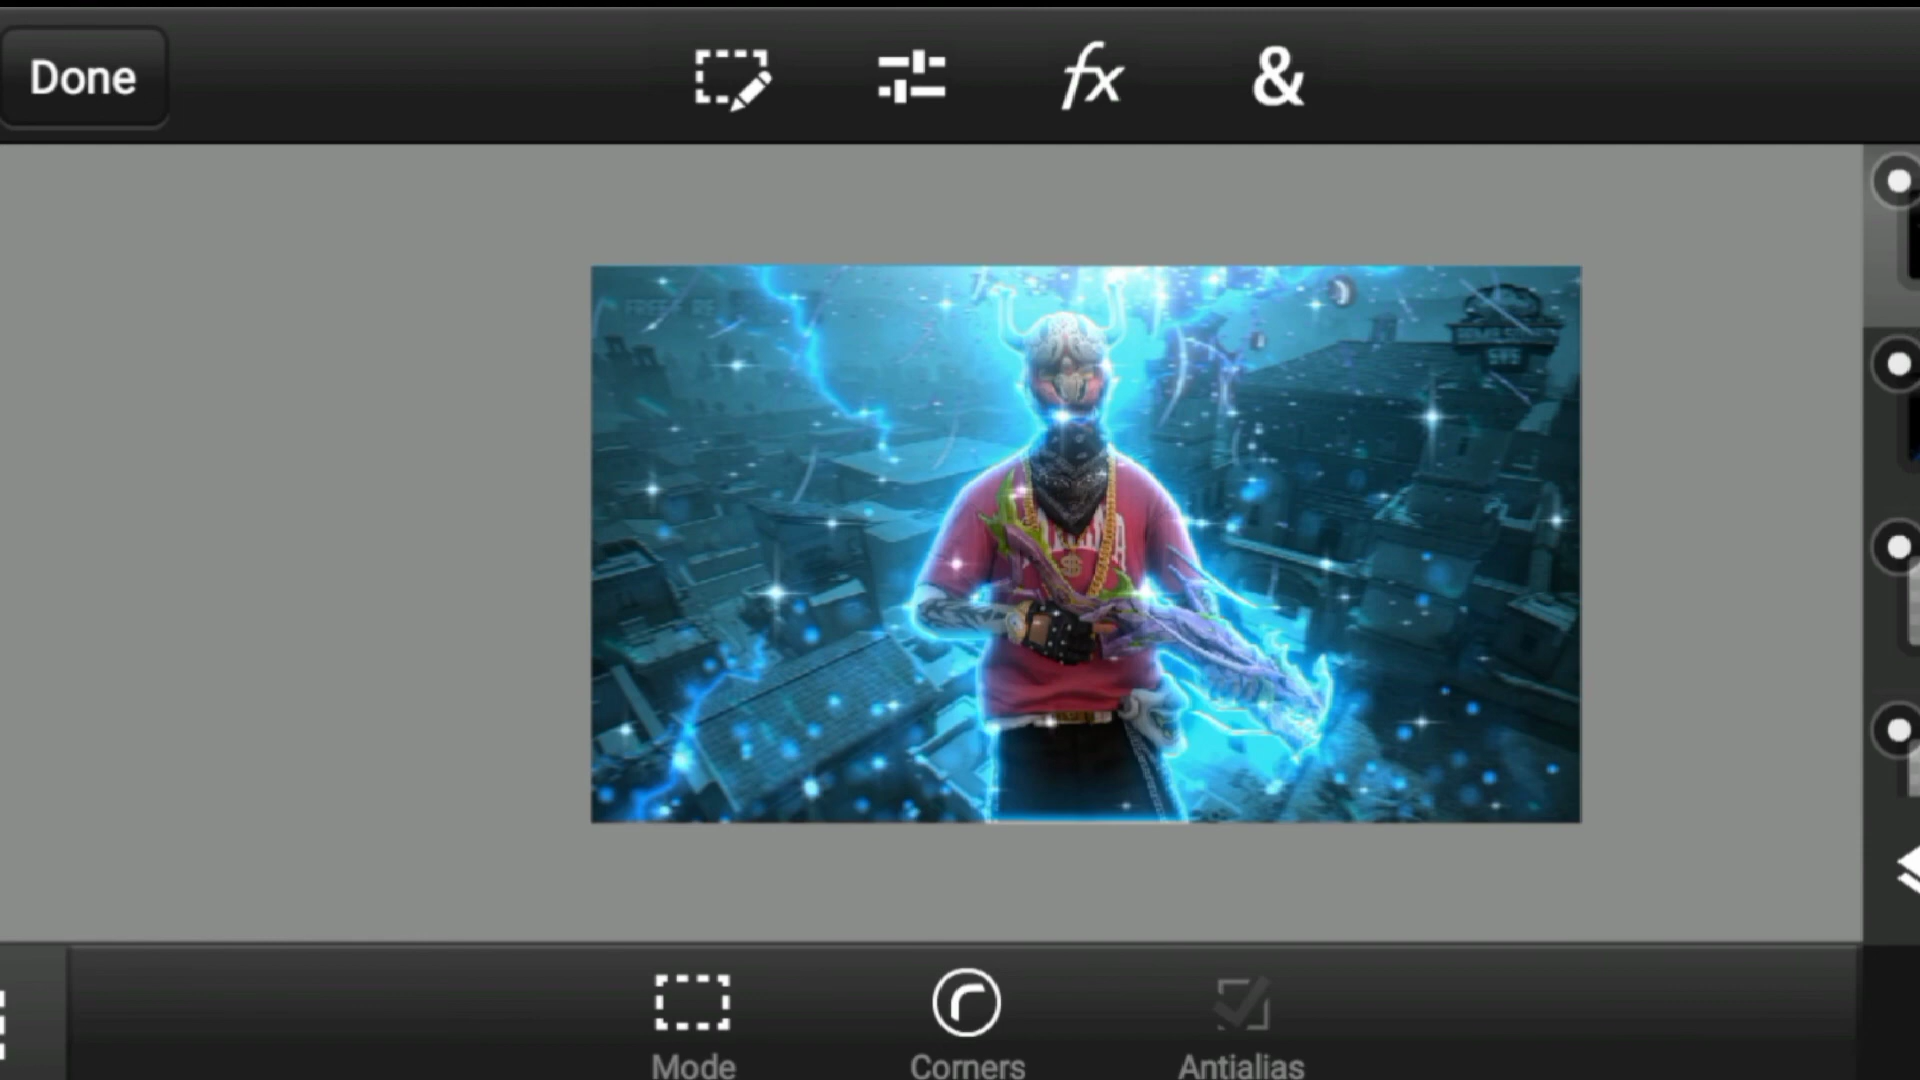 Done
fx
&
$
Mode
Corners
Antialias